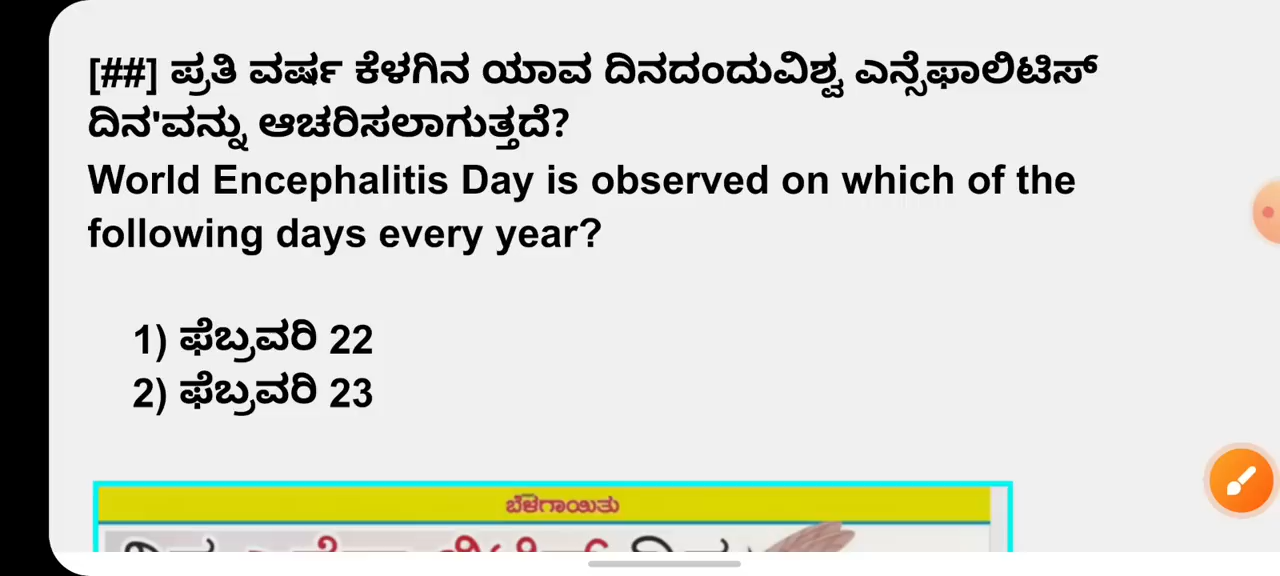 [##] ಪ್ರತಿ ವರ್ಷ ಕೆಳಗಿನ ಯಾವ ದಿನದಂದುವಿಶ್ವ ಎನ್ಸೆಫಾಲಿಟಿಸ್
ದಿನ'ವನ್ನು ಆಚರಿಸಲಾಗುತ್ತದೆ?
World Encephalitis Day is observed on which of the
following days every year?
1) ಫೆಬ್ರವರಿ 22
2) ಫೆಬ್ರವರಿ 23
ಬೆಳಗಾಯಿತು